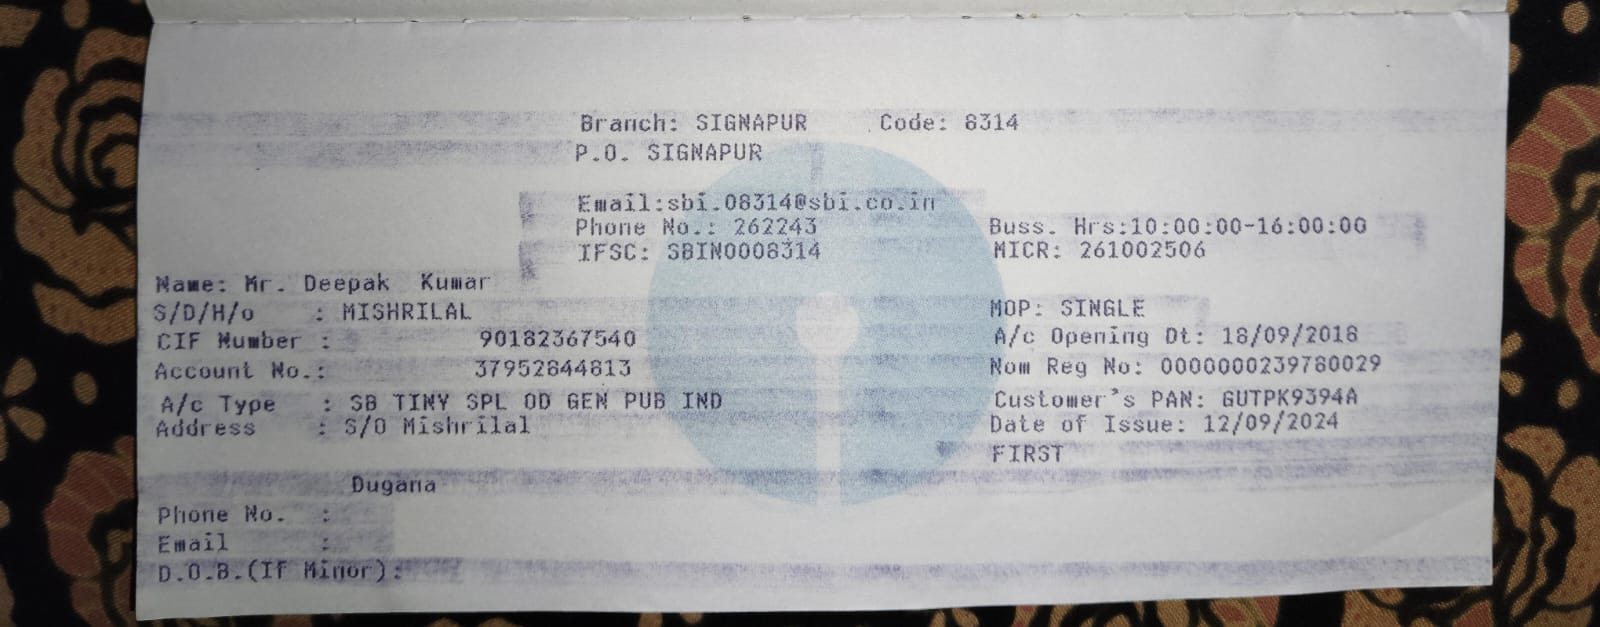 Branch: SIGNAPUR Code: 8314
P.O. SIGNAPUR
Email:sbi.08314@sbi.co.in
Phone No.: 262243 Buss. Hrs:10:00:00-16:00:00
IFSC: SBIN0008314 MICR: 261002506
Name: Mr. Deepak Kumar
S/D/H/o : MISHRILAL MOP: SINGLE
CIF Number : 90182367540 A/c Opening Dt: 18/09/2018
Account No.: 37952844813 Nom Reg No: 0000000239780029
A/c Type : SB TINY SPL OD GEN PUB IND Customer's PAN: GUTPK9394A
Address : S/O Mishrilal Date of Issue: 12/09/2024
FIRST
Dugana
Phone No. :
Email :
D.O.B.(If Minor):